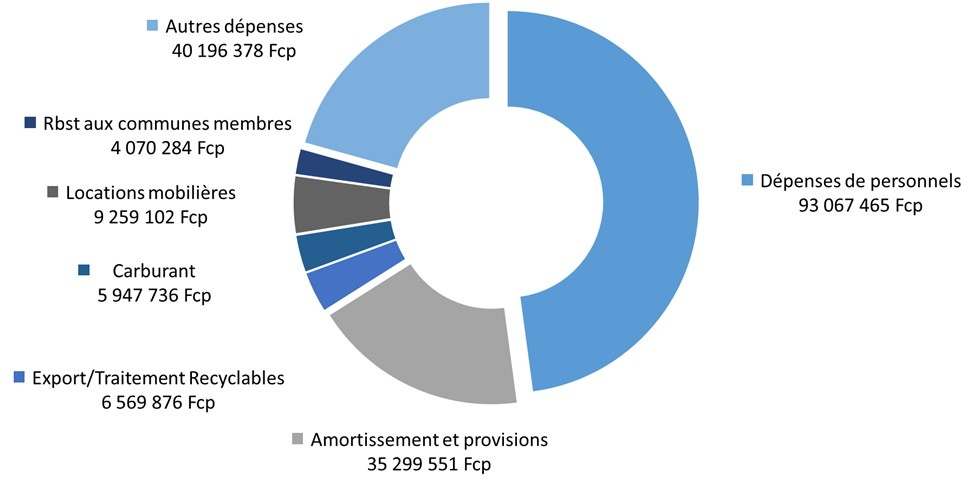 Autres dépenses
40 196 378 Fcp
Rbst aux communes membres
4 070 284 Fcp
Locations mobilières
9 259 102 Fcp
Carburant
5 947 736 Fcp
Export/Traitement Recyclables
6 569 876 Fcp
Amortissement et provisions
35 299 551 Fcp
Dépenses de personnels
93 067 465 Fcp